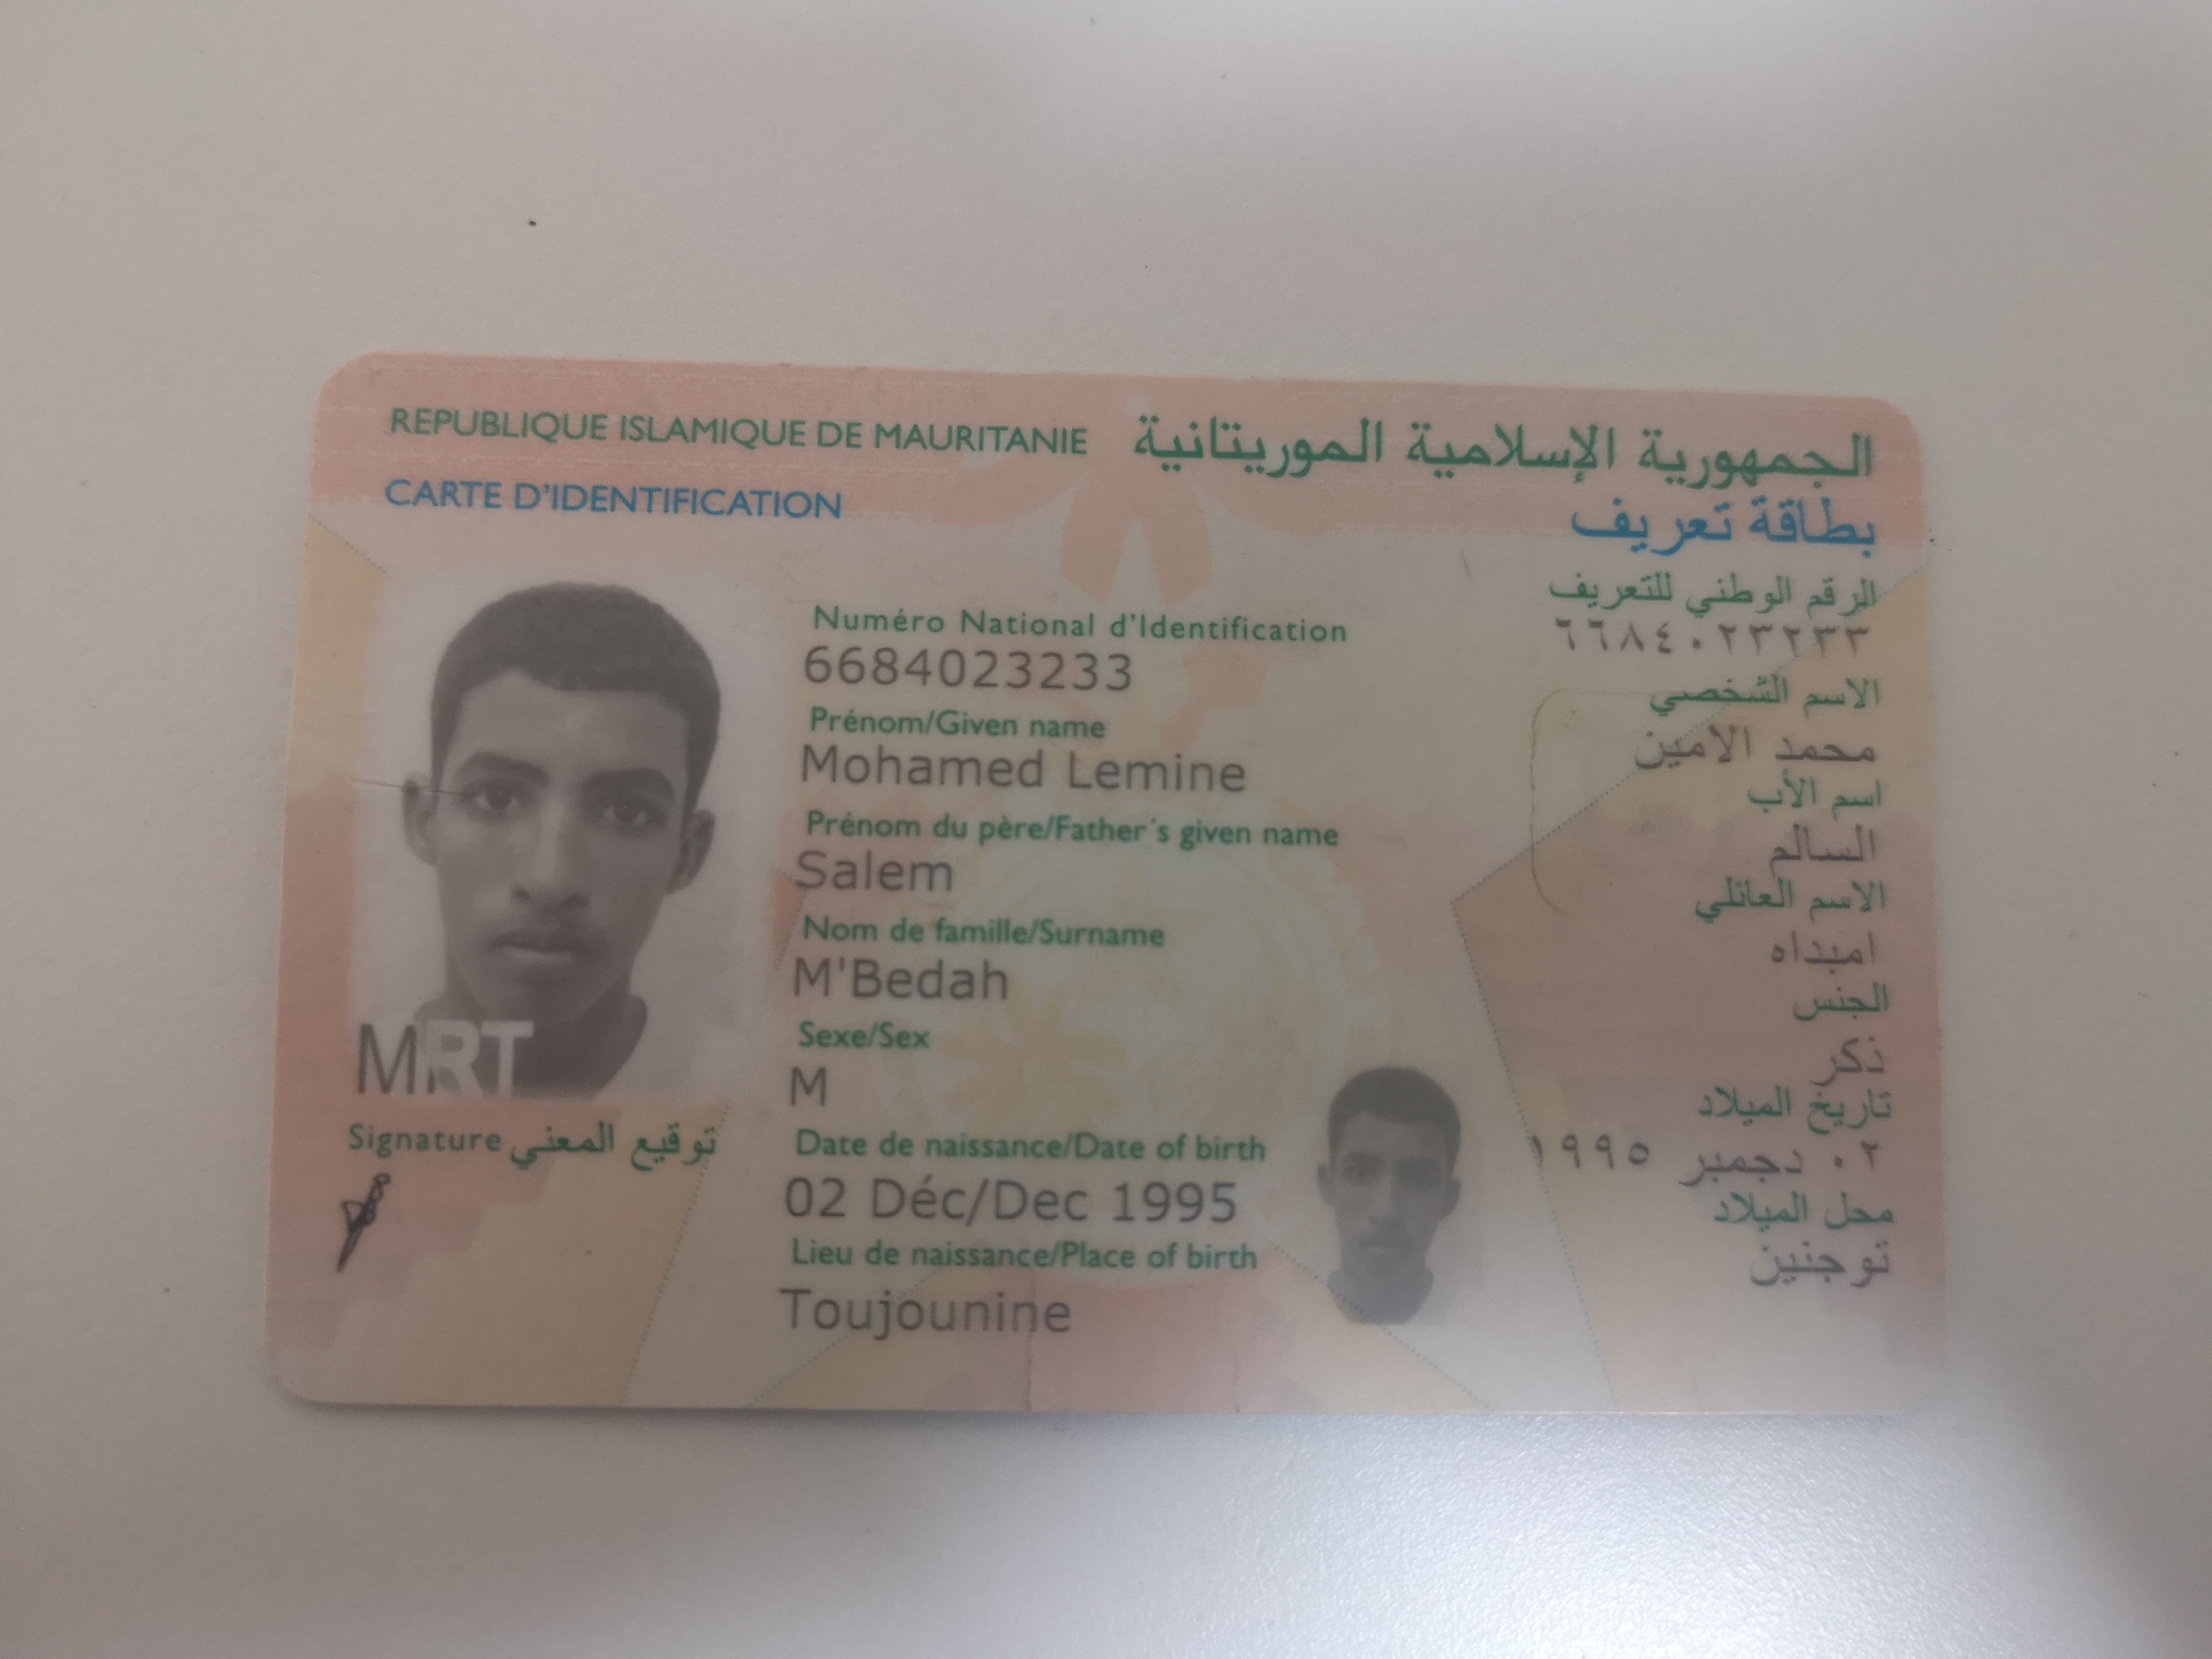 REPUBLIQUE ISLAMIQUE DE MAURITANIE الجمهورية الإسلامية الموريتانية
CARTE D'IDENTIFICATION بطاقة تعريف
Numéro National d'Identification الرقم الوطني للتعريف
6684023233 ٦٦٨٤٠٢٣٢٣٣
Prénom/Given name الاسم الشخصي
Mohamed Lemine محمد الامين
Prénom du père/Father's given name اسم الأب
Salem السالم
Nom de famille/Surname الاسم العائلي
M'Bedah امبداه
Sexe/Sex الجنس
M ذكر
Date de naissance/Date of birth تاريخ الميلاد
02 Déc/Dec 1995 ٠٢ دجمبر ١٩٩٥
Lieu de naissance/Place of birth محل الميلاد
Toujounine توجنين
MRT
Signature توقيع المعني